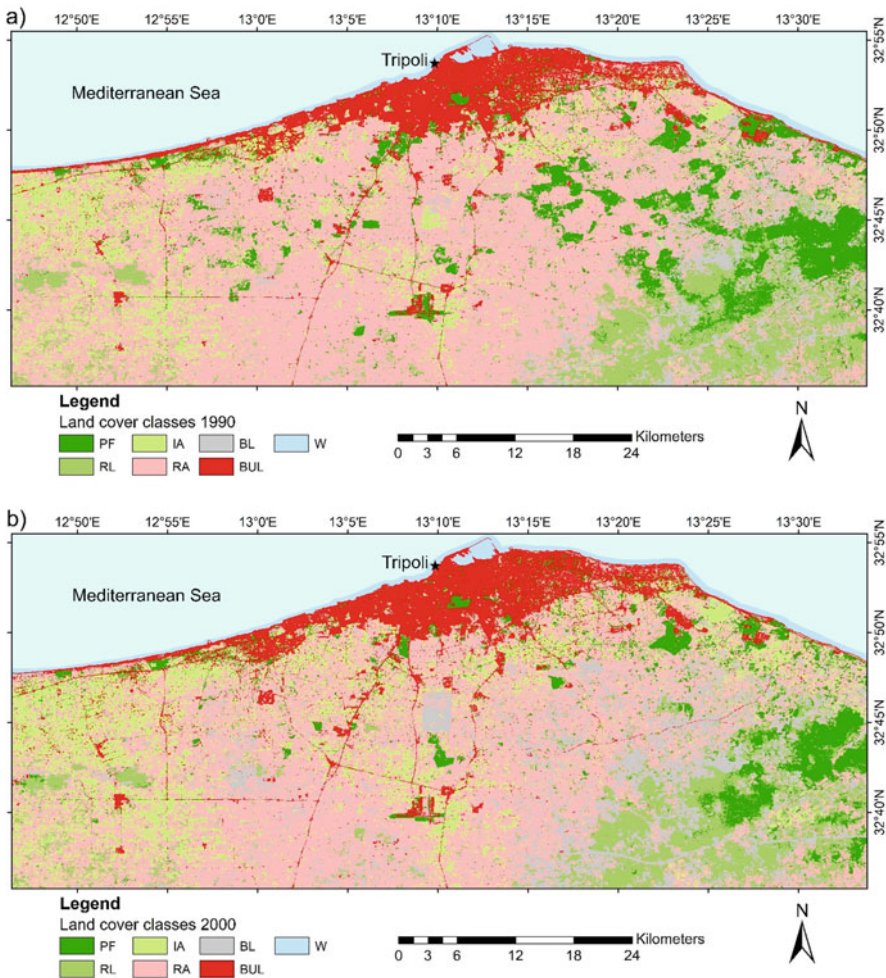 a)
12°50'E 12°55'E 13°0'E 13°5'E 13°10'E 13°15'E 13°20'E 13°25'E 13°30'E
Tripoli
Mediterranean Sea
32°55'N
32°50'N
32°45'N
32°40'N
Legend
Land cover classes 1990
PF IA BL W
RL RA BUL
Kilometers
0 3 6 12 18 24
N
b)
12°50'E 12°55'E 13°0'E 13°5'E 13°10'E 13°15'E 13°20'E 13°25'E 13°30'E
Tripoli
Mediterranean Sea
32°55'N
32°50'N
32°45'N
32°40'N
Legend
Land cover classes 2000
PF IA BL W
RL RA BUL
Kilometers
0 3 6 12 18 24
N